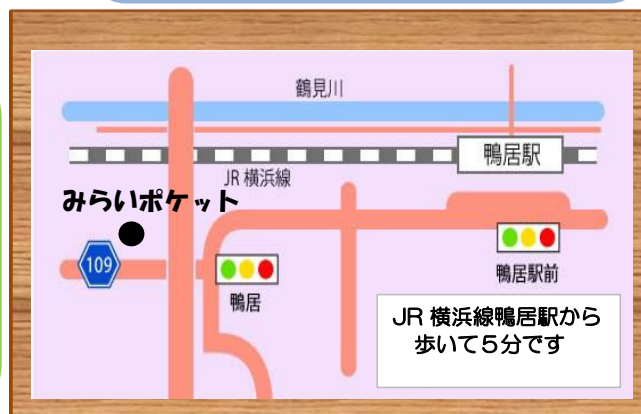 鶴見川
鴨居駅
JR 横浜線
みらいポケット
109
鴨居
鴨居駅前
JR 横浜線鴨居駅から
歩いて５分です